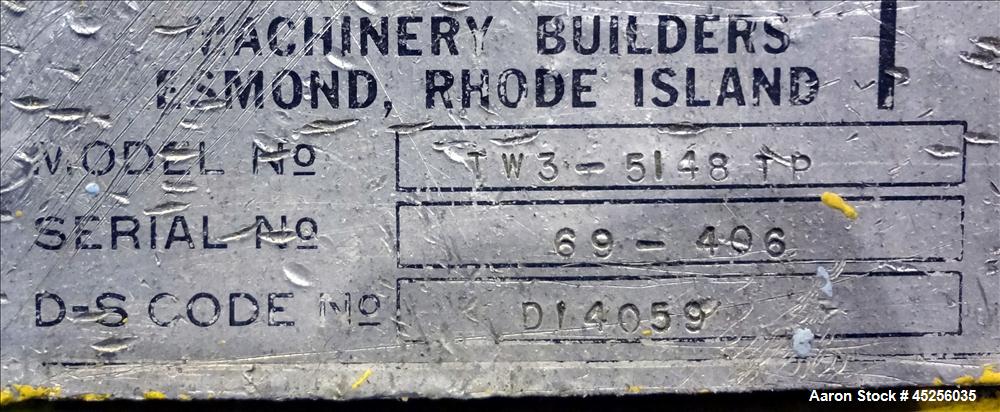 MACHINERY BUILDERS
ESMOND, RHODE ISLAND
MODEL Nº TW3-5148 TP
SERIAL Nº 69-406
D-S CODE Nº D14059
Aaron Stock # 45256035